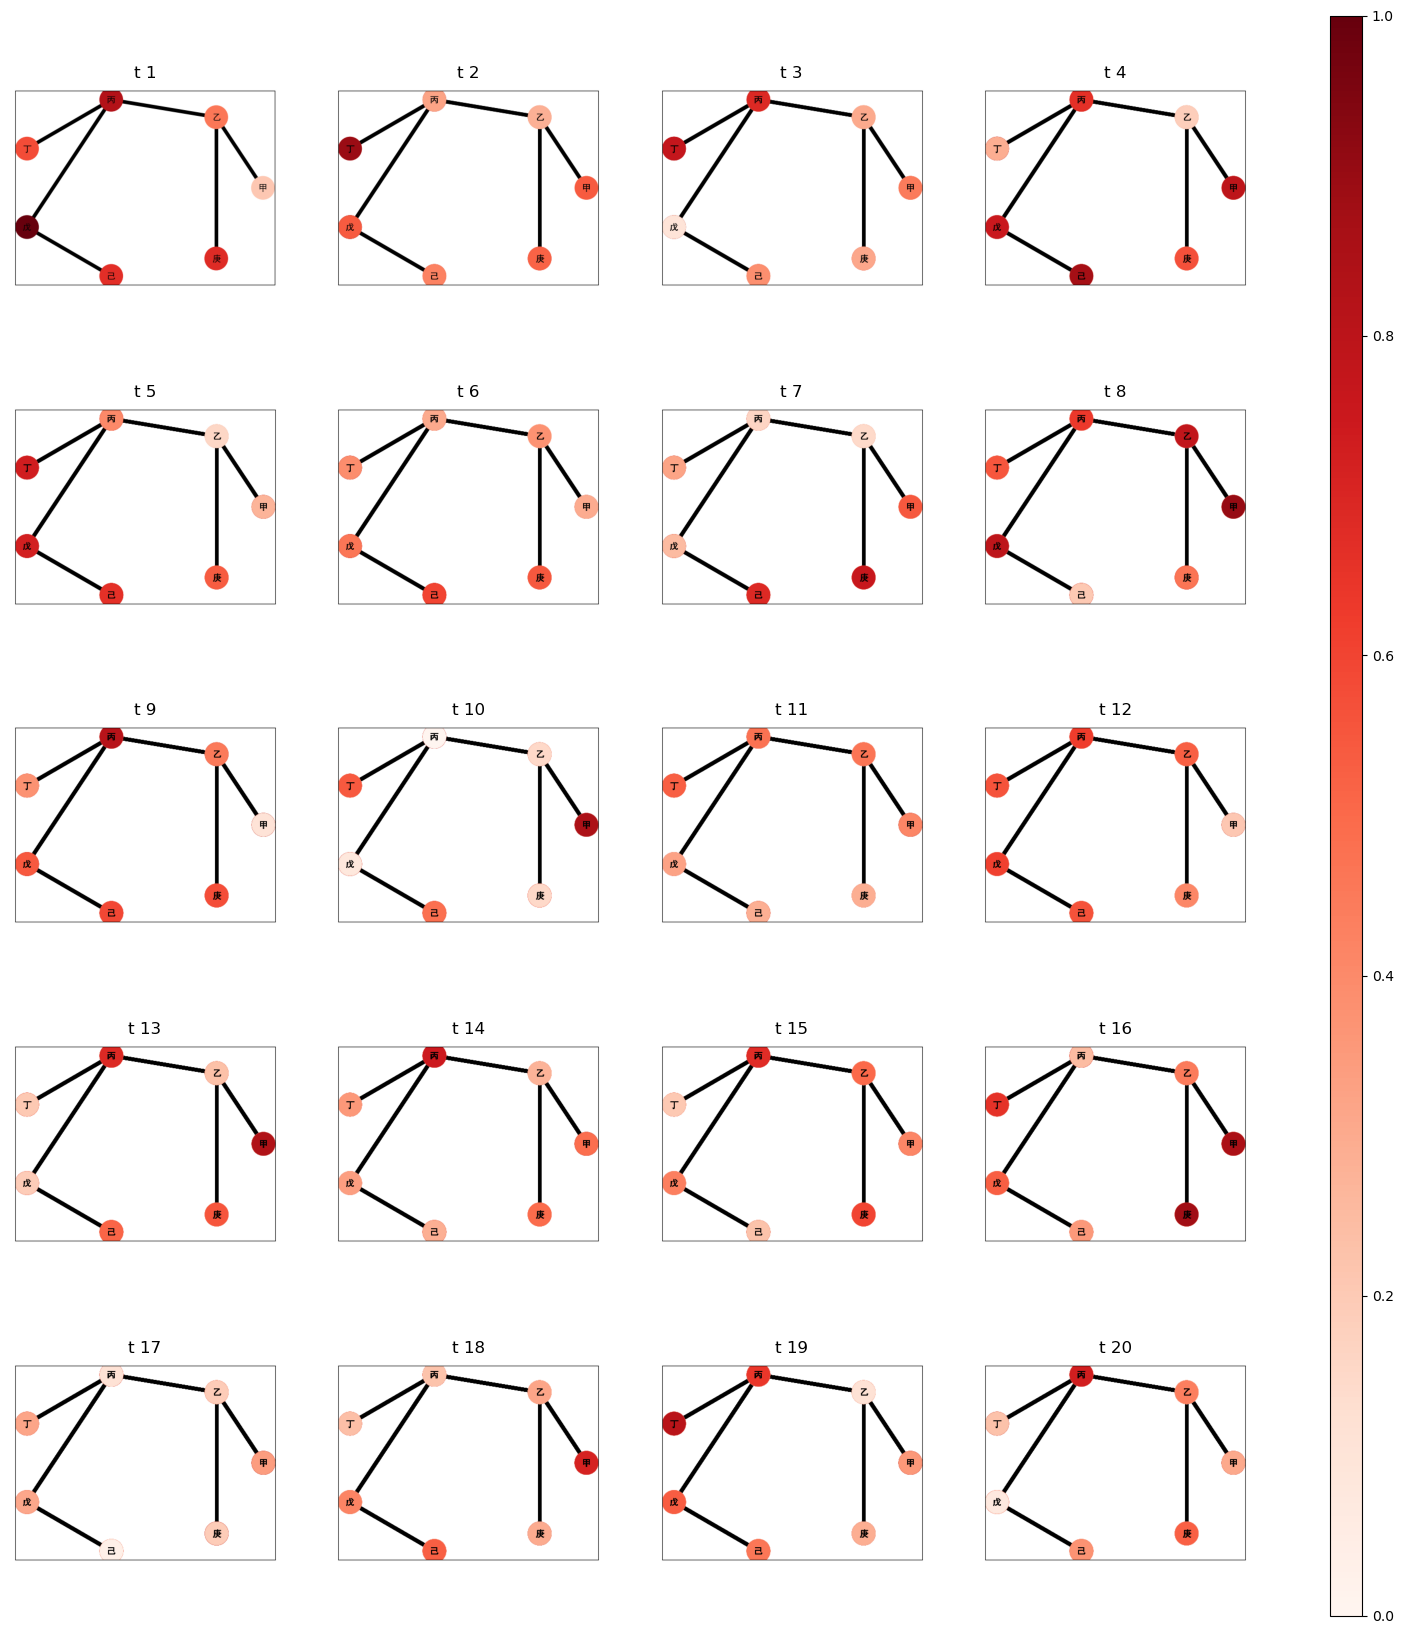 t 1
丙
乙
丁
甲
戊
庚
己
t 2
丙
乙
丁
甲
戊
庚
己
t 3
丙
乙
丁
甲
戊
庚
己
t 4
丙
乙
丁
甲
戊
庚
己
t 5
丙
乙
丁
甲
戊
庚
己
t 6
丙
乙
丁
甲
戊
庚
己
t 7
丙
乙
丁
甲
戊
庚
己
t 8
丙
乙
丁
甲
戊
庚
己
t 9
丙
乙
丁
甲
戊
庚
己
t 10
丙
乙
丁
甲
戊
庚
己
t 11
丙
乙
丁
甲
戊
庚
己
t 12
丙
乙
丁
甲
戊
庚
己
t 13
丙
乙
丁
甲
戊
庚
己
t 14
丙
乙
丁
甲
戊
庚
己
t 15
丙
乙
丁
甲
戊
庚
己
t 16
丙
乙
丁
甲
戊
庚
己
t 17
丙
乙
丁
甲
戊
庚
己
t 18
丙
乙
丁
甲
戊
庚
己
t 19
丙
乙
丁
甲
戊
庚
己
t 20
丙
乙
丁
甲
戊
庚
己
1.0
0.8
0.6
0.4
0.2
0.0